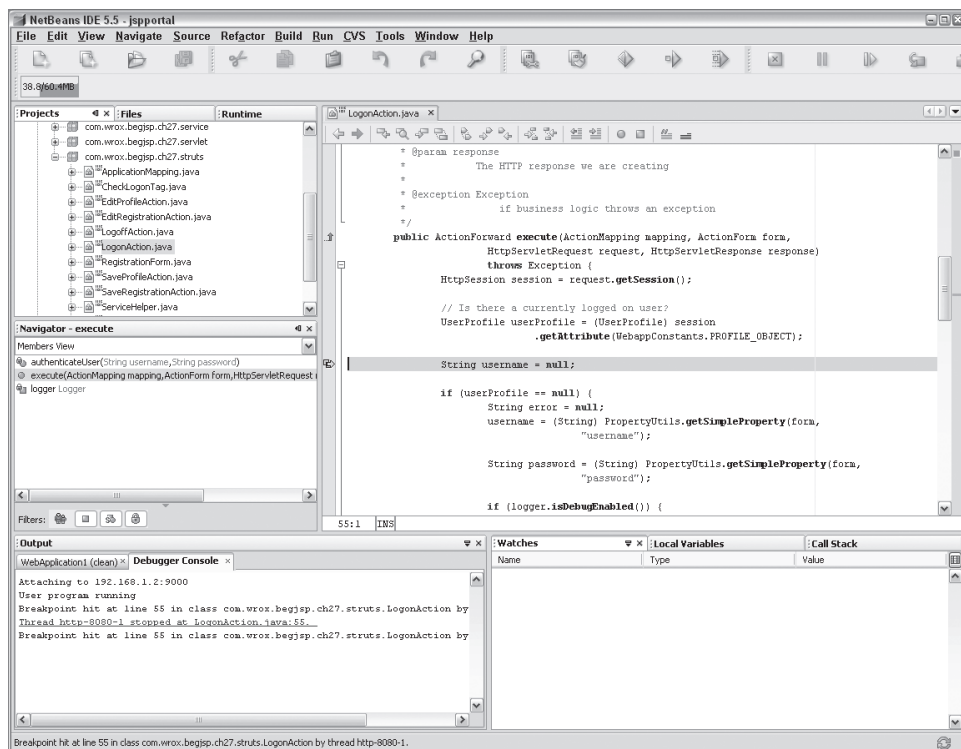 NetBeans IDE 5.5 - jspportal
File Edit View Navigate Source Refactor Build Run CVS Tools Window Help
38.8/60.4MB
Projects Files Runtime
com.wrox.begjsp.ch27.service
com.wrox.begjsp.ch27.servlet
com.wrox.begjsp.ch27.struts
ApplicationMapping.java
CheckLogonTag.java
EditProfileAction.java
EditRegistrationAction.java
LogoffAction.java
LogonAction.java
RegistrationForm.java
SaveProfileAction.java
SaveRegistrationAction.java
ServiceHelper.java
Navigator - execute
Members View
authenticateUser(String username,String password)
execute(ActionMapping mapping,ActionForm form,HttpServletRequest
logger Logger
Filters:
LogonAction.java
* @param response
* The HTTP response we are creating
*
* @exception Exception
* if business logic throws an exception
*/
public ActionForward execute(ActionMapping mapping, ActionForm form,
HttpServletRequest request, HttpServletResponse response)
throws Exception {
HttpSession session = request.getSession();
// Is there a currently logged on user?
UserProfile userProfile = (UserProfile) session
.getAttribute(WebappConstants.PROFILE_OBJECT);
String username = null;
if (userProfile == null) {
String error = null;
username = (String) PropertyUtils.getSimpleProperty(form,
"username");
String password = (String) PropertyUtils.getSimpleProperty(form,
"password");
if (logger.isDebugEnabled()) {
55:1 INS
Output
WebApplication1 (clean) Debugger Console
Attaching to 192.168.1.2:9000
User program running
Breakpoint hit at line 55 in class com.wrox.begjsp.ch27.struts.LogonAction by
Thread http-8080-1 stopped at LogonAction.java:55.
Breakpoint hit at line 55 in class com.wrox.begjsp.ch27.struts.LogonAction by
Watches Local Variables Call Stack
Name Type Value
Breakpoint hit at line 55 in class com.wrox.begjsp.ch27.struts.LogonAction by thread http-8080-1.